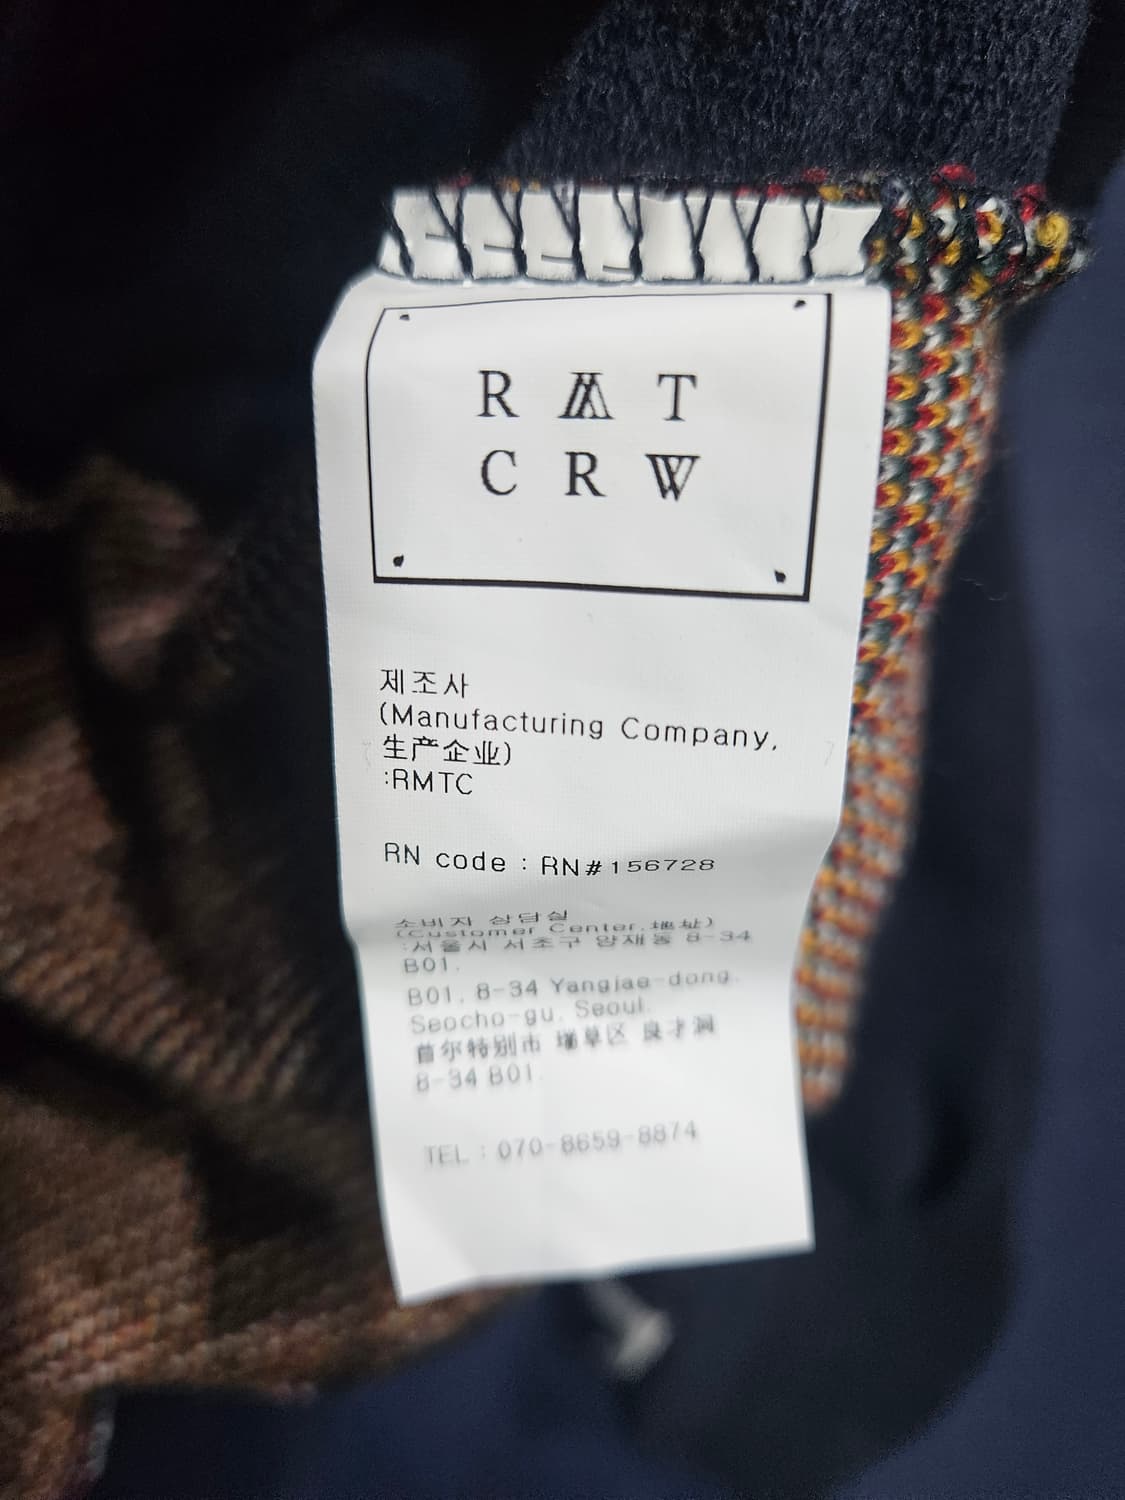 R M T
C R W
제조사
(Manufacturing Company,
生产企业)
:RMTC
RN code : RN#156728
소비자 상담실
(Customer Center,地址)
:서울시 서초구 양재동 8-34
B01.
B01, 8-34 Yangjae-dong,
Seocho-gu, Seoul.
首尔特别市 瑞草区 良才洞
8-34 B01.
TEL : 070-8659-8874